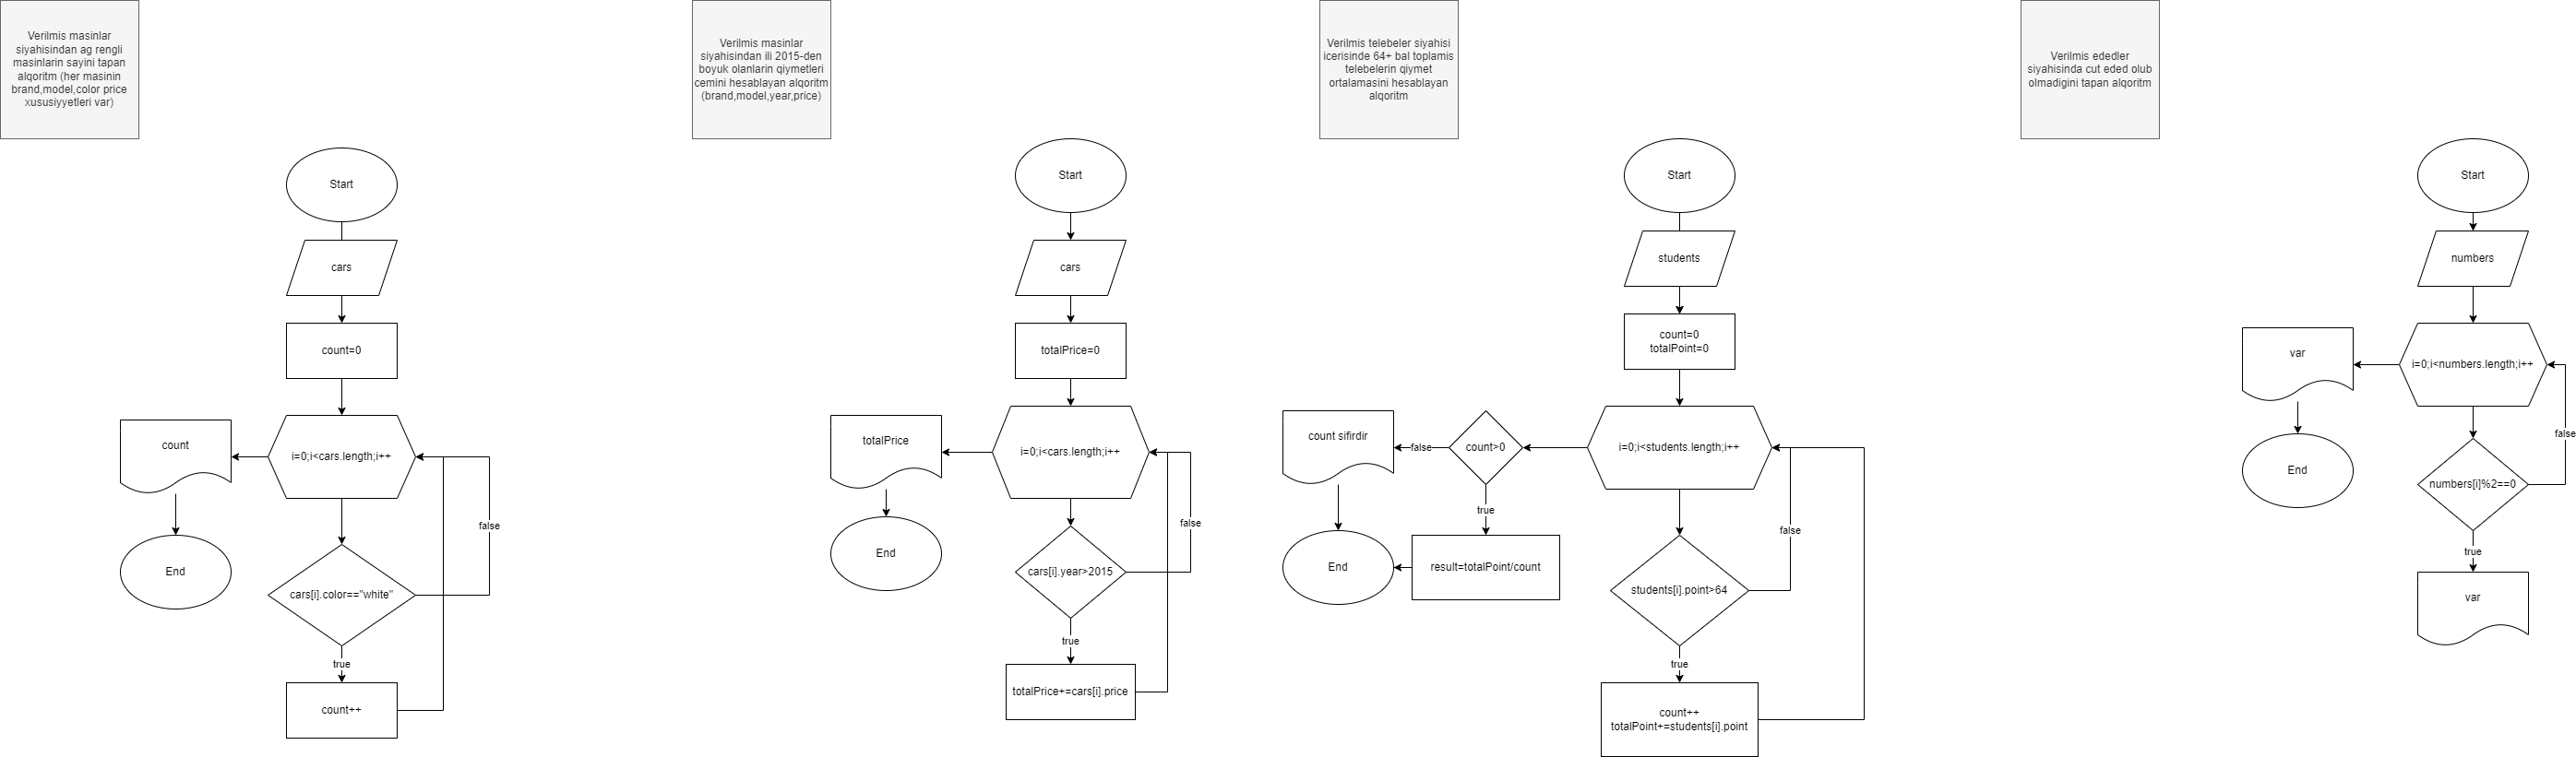 Verilmis masinlar
siyahisindan ag rengli
masinlarin sayini tapan
alqoritm (her masinin
brand,model,color price
xususiyyetleri var)
Start
cars
count=0
i=0;i<cars.length;i++
count
End
false
cars[i].color=="white"
true
count++
Verilmis masinlar
siyahisindan ili 2015-den
boyuk olanlarin qiymetleri
cemini hesablayan alqoritm
(brand,model,year,price)
Start
cars
totalPrice=0
i=0;i<cars.length;i++
totalPrice
End
false
cars[i].year>2015
true
totalPrice+=cars[i].price
Verilmis telebeler siyahisi
icerisinde 64+ bal toplamis
telebelerin qiymet
ortalamasini hesablayan
alqoritm
Start
students
count=0
totalPoint=0
i=0;i<students.length;i++
count>0
false
count sifirdir
true
End
result=totalPoint/count
false
students[i].point>64
true
count++
totalPoint+=students[i].point
Verilmis ededler
siyahisinda cut eded olub
olmadigini tapan alqoritm
Start
numbers
i=0;i<numbers.length;i++
var
End
false
numbers[i]%2==0
true
var